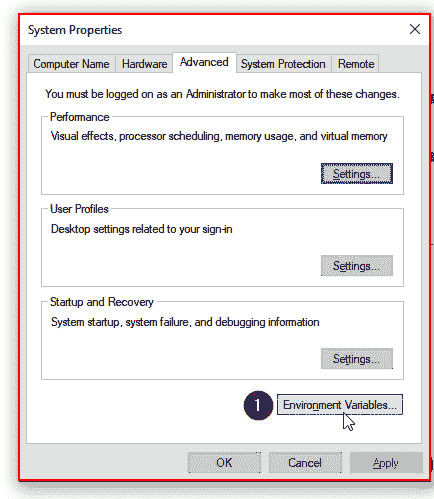 System Properties
Computer Name Hardware Advanced System Protection Remote
You must be logged on as an Administrator to make most of these changes.
Performance
Visual effects, processor scheduling, memory usage, and virtual memory
Settings...
User Profiles
Desktop settings related to your sign-in
Settings...
Startup and Recovery
System startup, system failure, and debugging information
Settings...
1 Environment Variables...
OK Cancel Apply